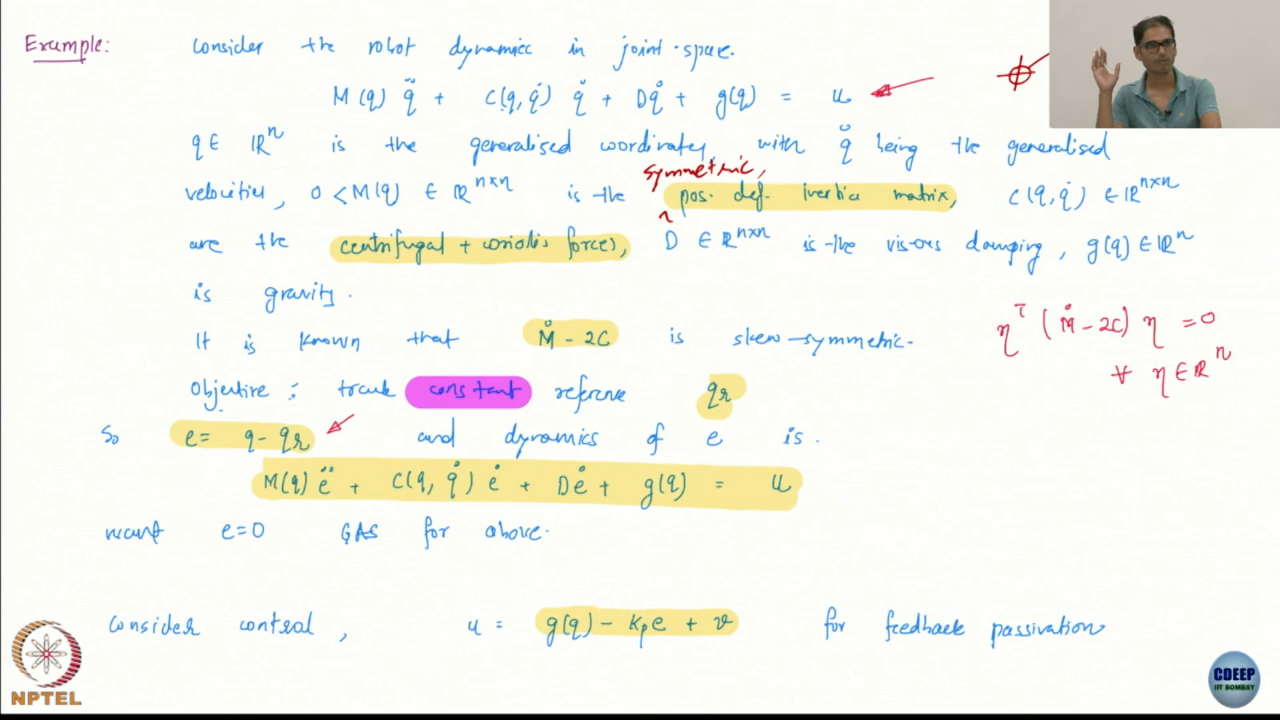 Example: Consider the robot dynamics in joint-space.
M(q) q̈ + C(q, q̇) q̇ + Dq̇ + g(q) = u
q ∈ ℝⁿ is the generalised coordinates, with q̇ being the generalised
symmetric,
velocities, 0 < M(q) ∈ ℝⁿˣⁿ is the pos. def. inertia matrix, C(q, q̇) ∈ ℝⁿˣⁿ
are the centrifugal + coriolis forces, D ∈ ℝⁿˣⁿ is the viscous damping, g(q) ∈ ℝⁿ
is gravity.
It is known that Ṁ - 2C is skew-symmetric.
ηᵀ (Ṁ - 2C) η = 0
∀ η ∈ ℝⁿ
Objective : track constant reference qr
So e = q - qr and dynamics of e is.
M(q) ë + C(q, q̇) ė + Dė + g(q) = u
want e=0 GAS for above.
Consider control, u = g(q) - Kp e + v for feedback passivation
NPTEL
CDEEP
IIT BOMBAY